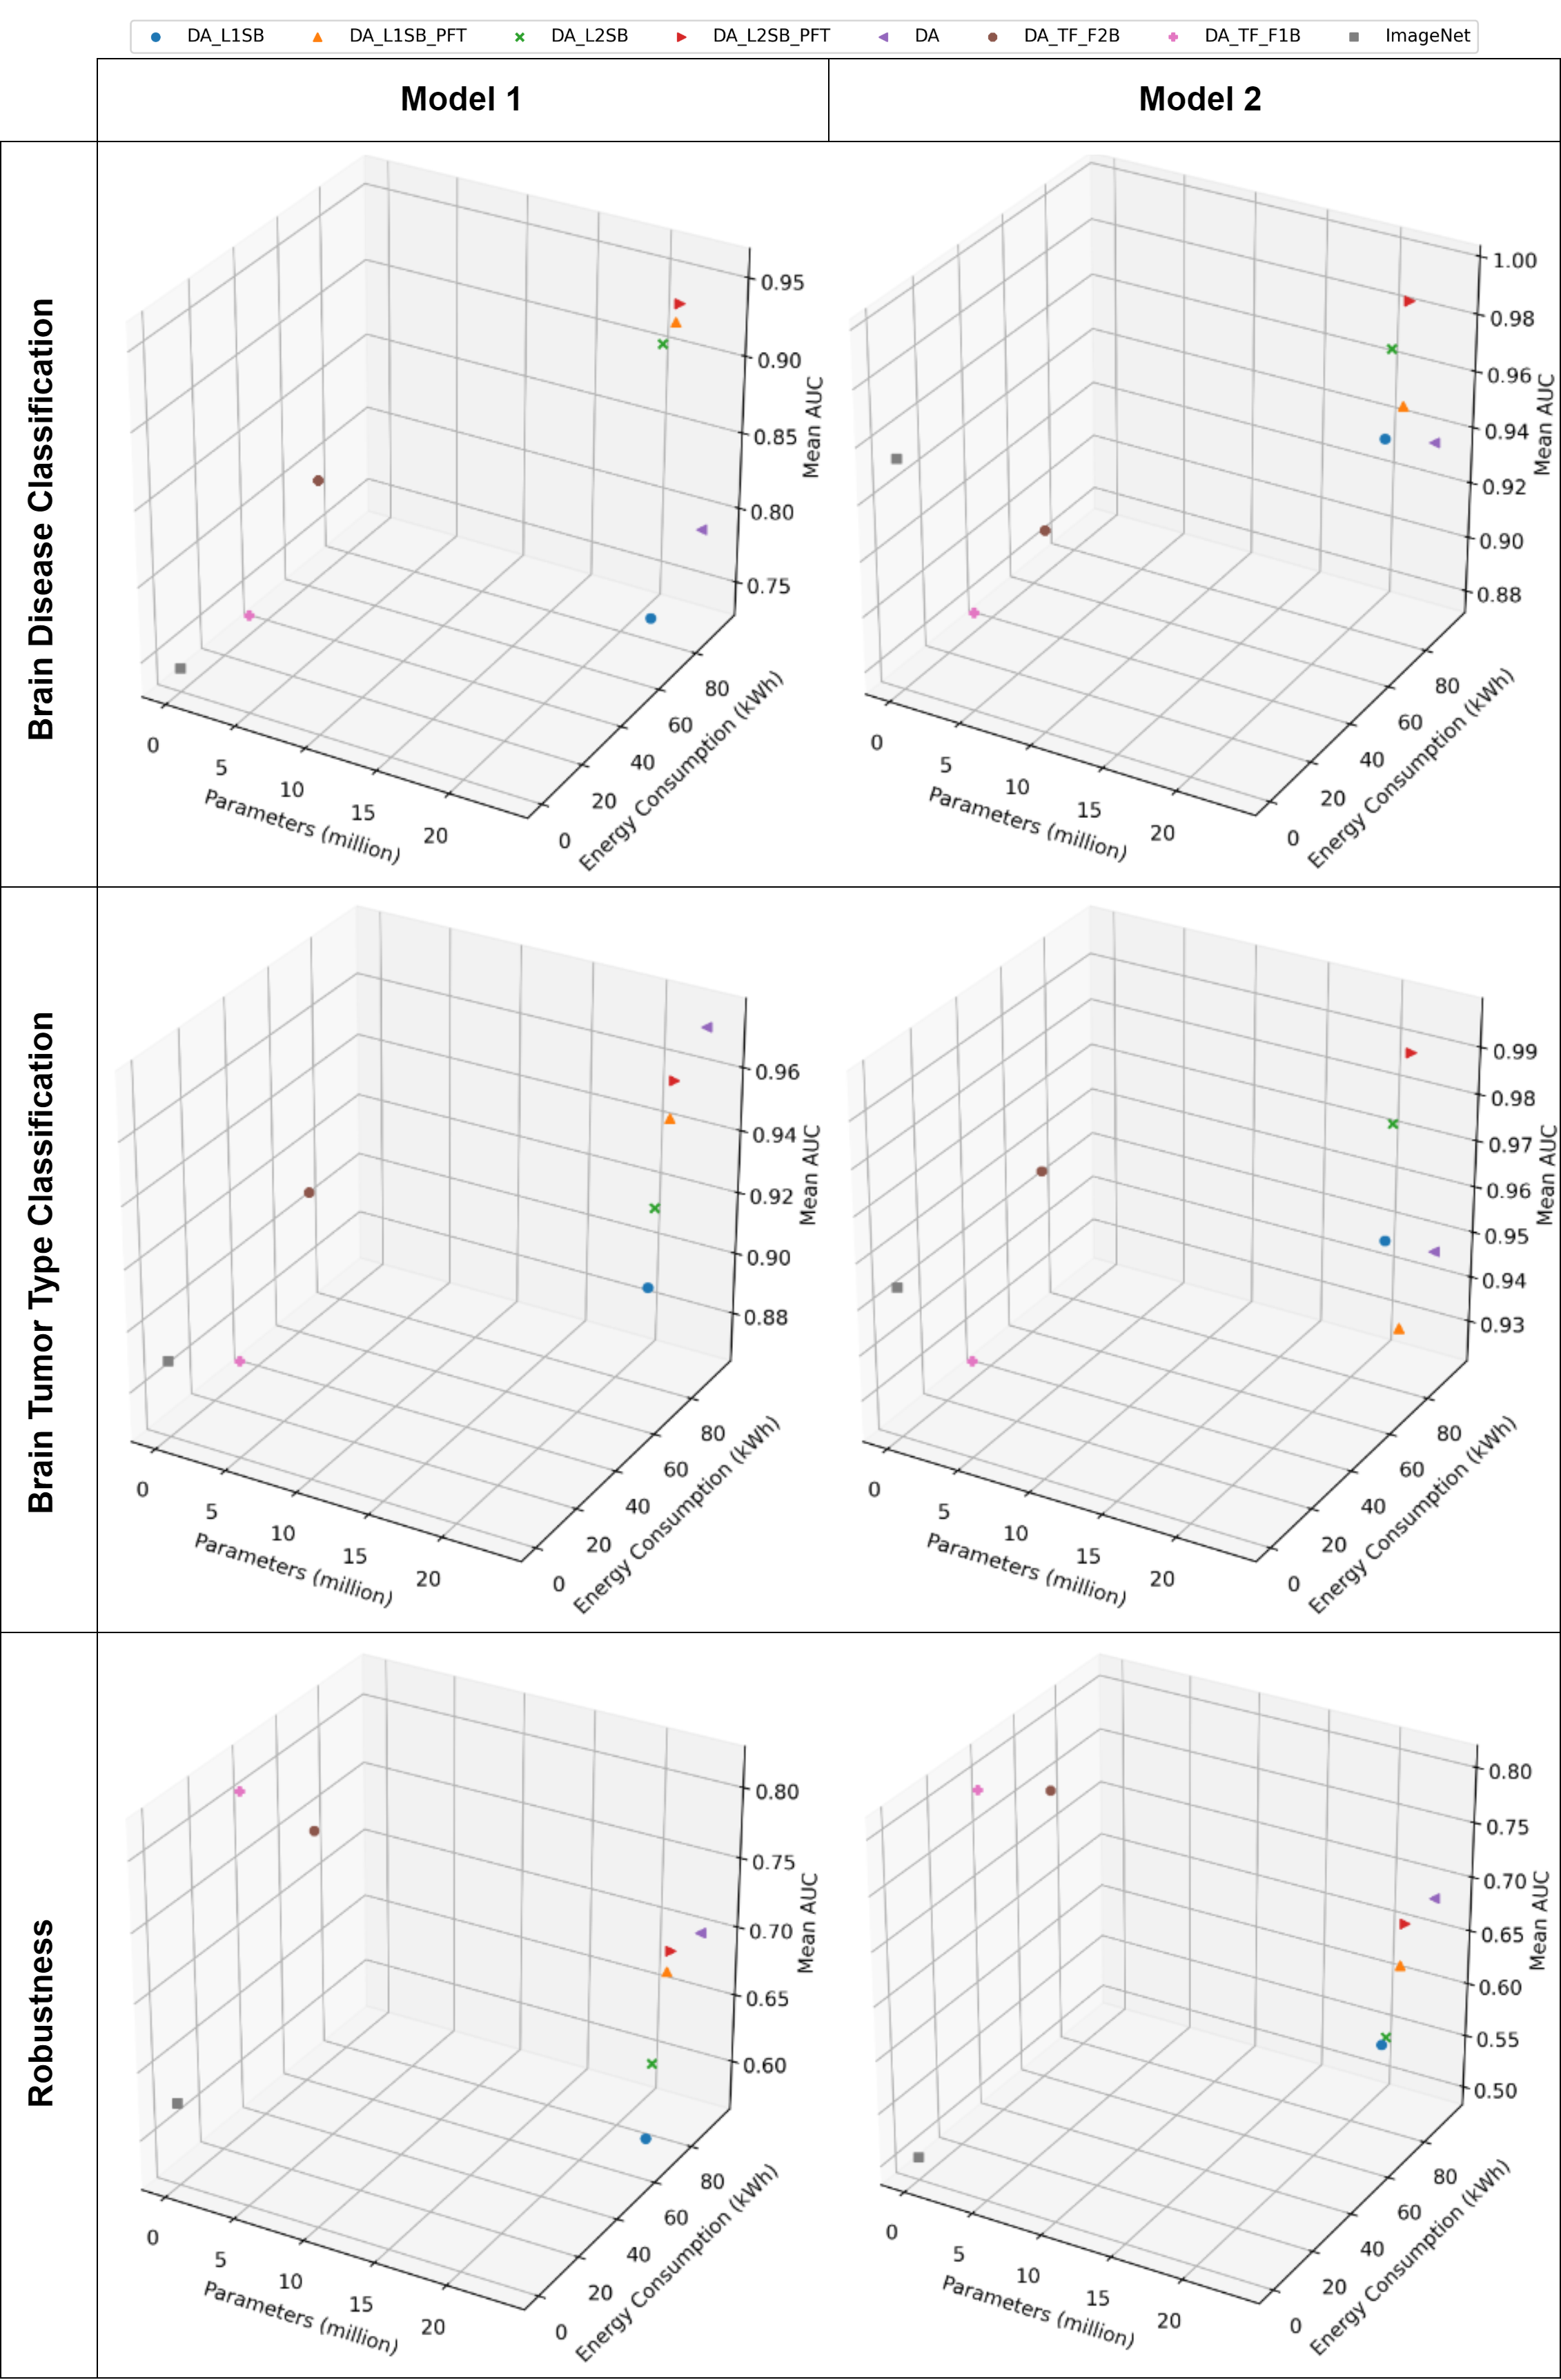 DA_L1SB DA_L1SB_PFT DA_L2SB DA_L2SB_PFT DA DA_TF_F2B DA_TF_F1B ImageNet
Model 1 Model 2
Brain Disease Classification
0.95
0.90
0.85
0.80
0.75
Mean AUC
0 5 10 15 20
Parameters (million)
0 20 40 60 80
Energy Consumption (kWh)
1.00
0.98
0.96
0.94
0.92
0.90
0.88
Mean AUC
0 5 10 15 20
Parameters (million)
0 20 40 60 80
Energy Consumption (kWh)
Brain Tumor Type Classification
0.96
0.94
0.92
0.90
0.88
Mean AUC
0 5 10 15 20
Parameters (million)
0 20 40 60 80
Energy Consumption (kWh)
0.99
0.98
0.97
0.96
0.95
0.94
0.93
Mean AUC
0 5 10 15 20
Parameters (million)
0 20 40 60 80
Energy Consumption (kWh)
Robustness
0.80
0.75
0.70
0.65
0.60
Mean AUC
0 5 10 15 20
Parameters (million)
0 20 40 60 80
Energy Consumption (kWh)
0.80
0.75
0.70
0.65
0.60
0.55
0.50
Mean AUC
0 5 10 15 20
Parameters (million)
0 20 40 60 80
Energy Consumption (kWh)